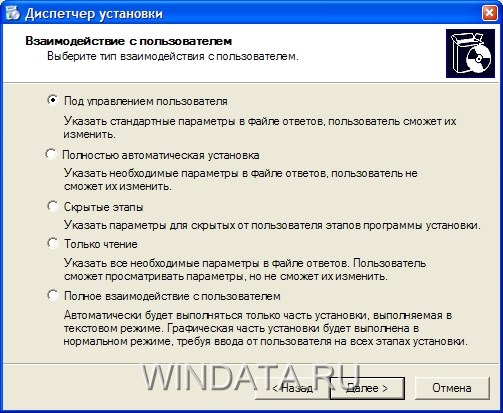 Диспетчер установки
Взаимодействие с пользователем
Выберите тип взаимодействия с пользователем.
Под управлением пользователя
Указать стандартные параметры в файле ответов, пользователь сможет их
изменить.
Полностью автоматическая установка
Указать необходимые параметры в файле ответов, пользователь не
сможет их изменить.
Скрытые этапы
Указать параметры для скрытых от пользователя этапов программы установки.
Только чтение
Указать все необходимые параметры в файле ответов. Пользователь
сможет просматривать параметры, но не сможет их изменить.
Полное взаимодействие с пользователем
Автоматически будет выполняться только часть установки, выполняемая в
текстовом режиме. Графическая часть установки будет выполнена в
нормальном режиме, требуя ввода от пользователя на всех этапах установки.
WINDATA.RU
< Назад Далее > Отмена